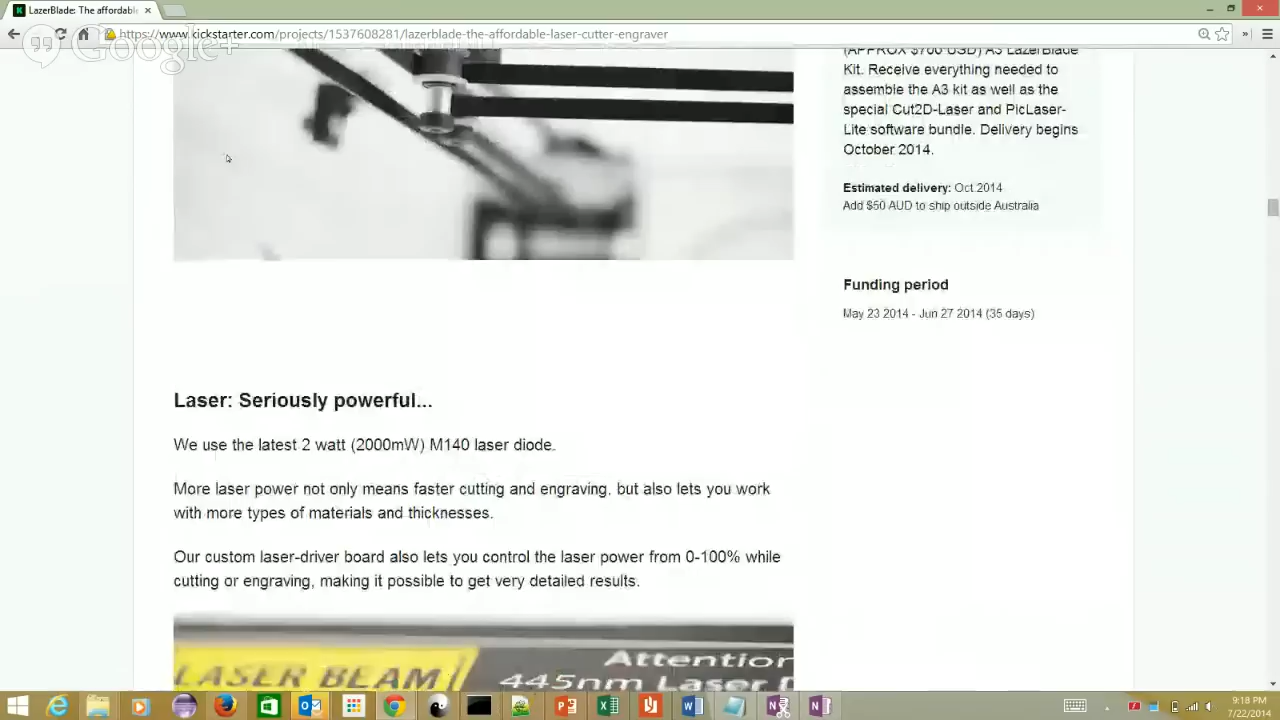 LazerBlade: The affordabl
https://www.kickstarter.com/projects/1537608281/lazerblade-the-affordable-laser-cutter-engraver
Google+
(APPROX $700 USD) A3 LazerBlade
Kit. Receive everything needed to
assemble the A3 kit as well as the
special Cut2D-Laser and PicLaser-
Lite software bundle. Delivery begins
October 2014.
Estimated delivery: Oct 2014
Add $50 AUD to ship outside Australia
Funding period
May 23 2014 - Jun 27 2014 (35 days)
Laser: Seriously powerful...
We use the latest 2 watt (2000mW) M140 laser diode.
More laser power not only means faster cutting and engraving, but also lets you work
with more types of materials and thicknesses.
Our custom laser-driver board also lets you control the laser power from 0-100% while
cutting or engraving, making it possible to get very detailed results.
LASER BEAM
Attention
445nm Laser
9:18 PM
7/22/2014